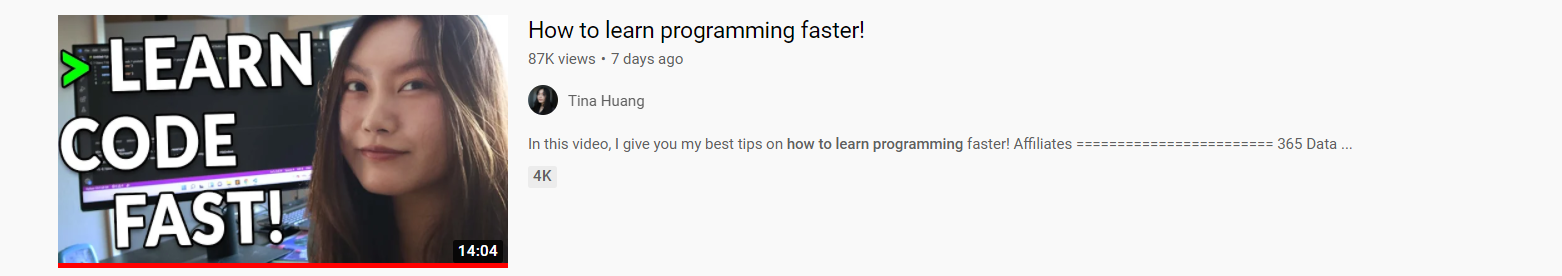 > LEARN
CODE
FAST!
14:04
How to learn programming faster!
87K views • 7 days ago
Tina Huang
In this video, I give you my best tips on how to learn programming faster! Affiliates ======================== 365 Data ...
4K